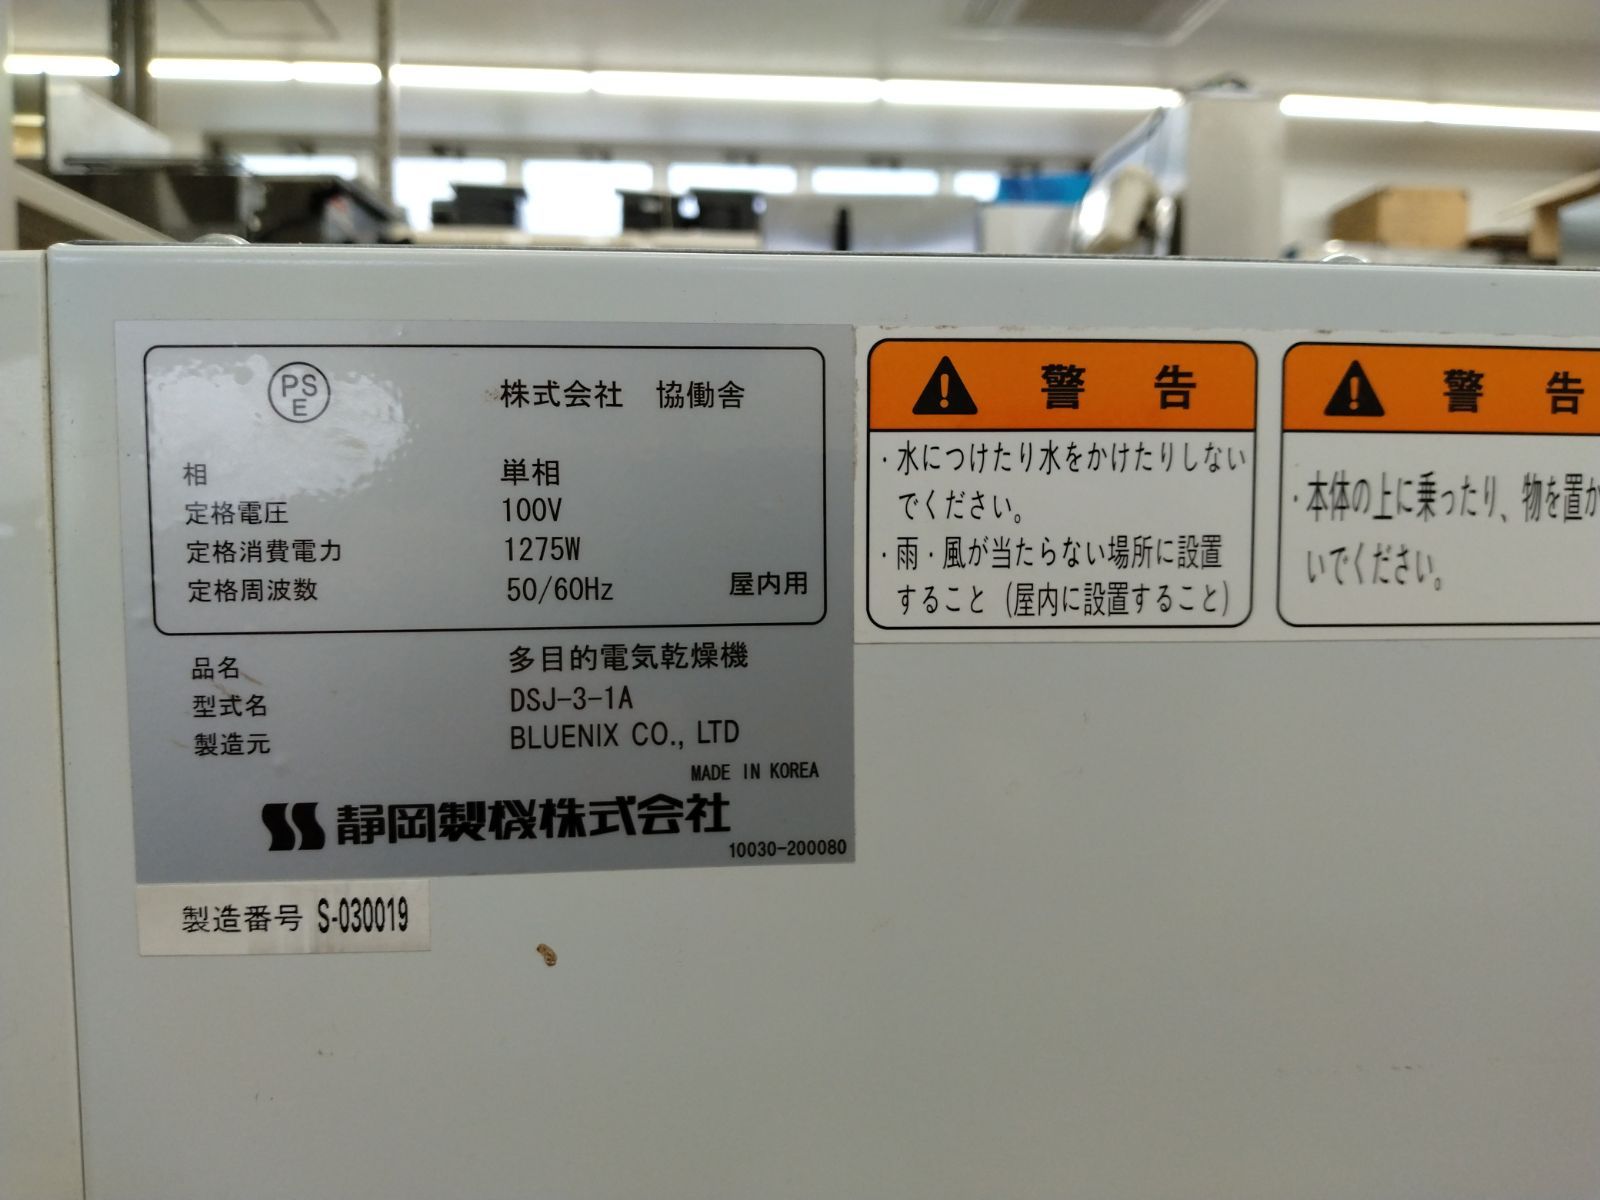 PS
E
株式会社 協働舎
相 単相
定格電圧 100V
定格消費電力 1275W
定格周波数 50/60Hz 屋内用
品名 多目的電気乾燥機
型式名 DSJ-3-1A
製造元 BLUENIX CO., LTD
MADE IN KOREA
静岡製機株式会社
10030-200080
製造番号 S-030019
警告
・水につけたり水をかけたりしない
でください。
・雨・風が当たらない場所に設置
すること(屋内に設置すること)
警告
・本体の上に乗ったり、物を置か
いでください。